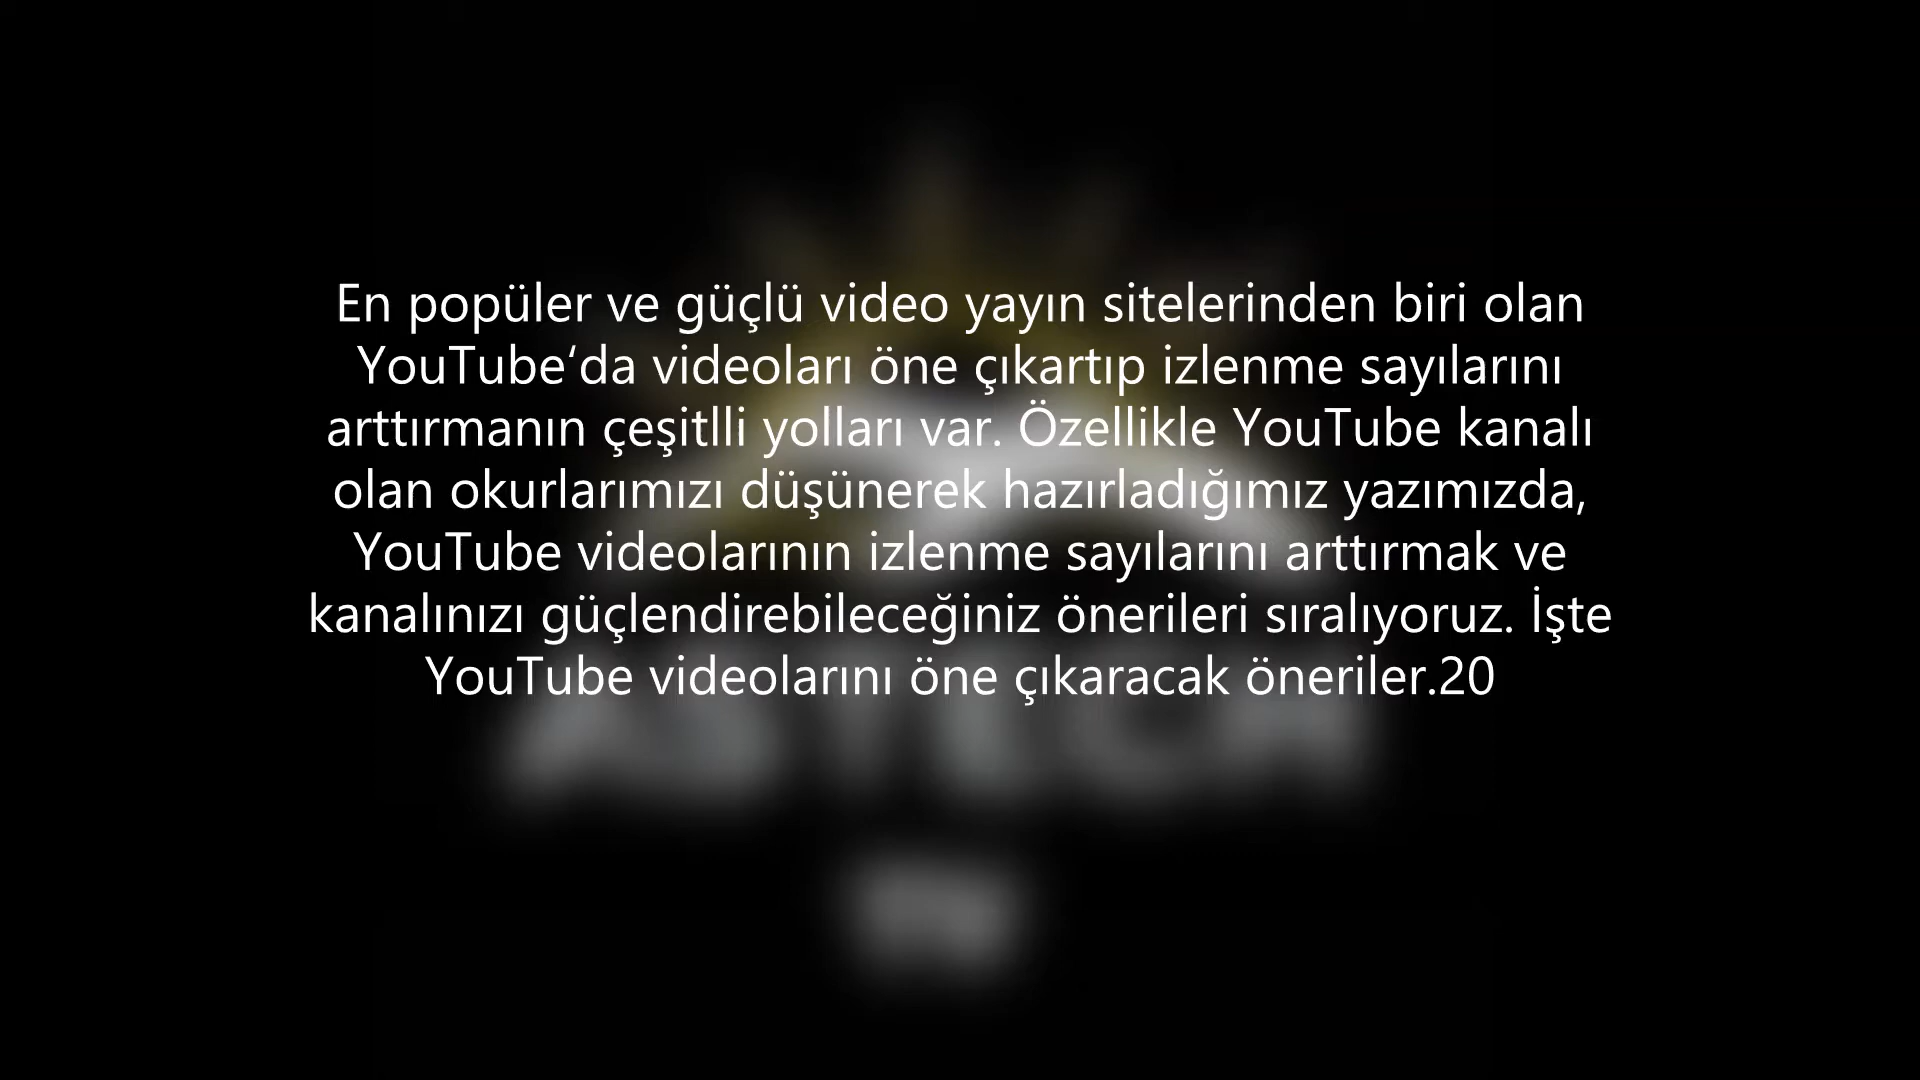 En popüler ve güçlü video yayın sitelerinden biri olan
YouTube‘da videoları öne çıkartıp izlenme sayılarını
arttırmanın çeşitlli yolları var. Özellikle YouTube kanalı
olan okurlarımızı düşünerek hazırladığımız yazımızda,
YouTube videolarının izlenme sayılarını arttırmak ve
kanalınızı güçlendirebileceğiniz önerileri sıralıyoruz. İşte
YouTube videolarını öne çıkaracak öneriler.20